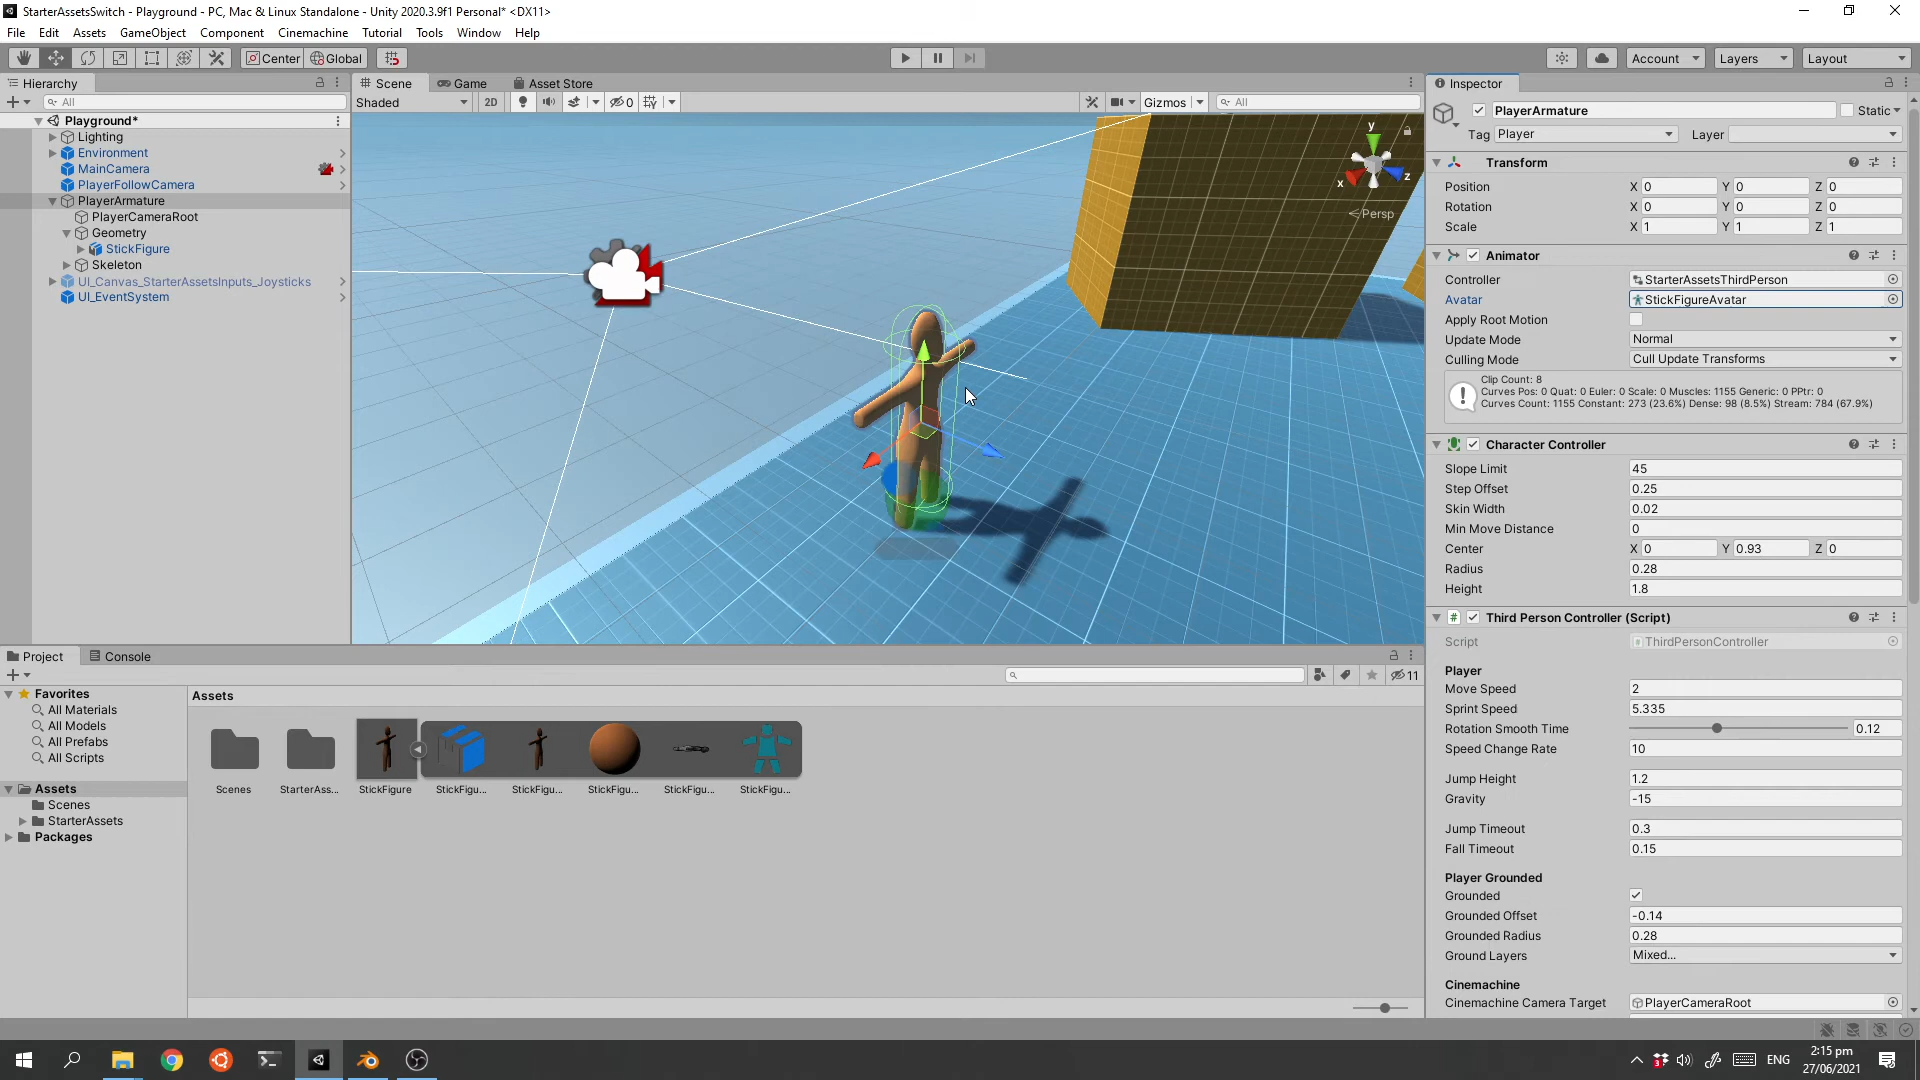 StarterAssetsSwitch - Playground - PC, Mac & Linux Standalone - Unity 2020.3.9f1 Personal* <DX11>
File Edit Assets GameObject Component Cinemachine Tutorial Tools Window Help
Center Global Account Layers Layout
Hierarchy
All
Playground*
Lighting
Environment
MainCamera
PlayerFollowCamera
PlayerArmature
PlayerCameraRoot
Geometry
StickFigure
Skeleton
UI_Canvas_StarterAssetsInputs_Joysticks
UI_EventSystem
Scene Game Asset Store
Shaded 2D 0 Gizmos All
y
x z
Persp
Inspector
PlayerArmature Static
Tag Player Layer
Transform
Position X 0 Y 0 Z 0
Rotation X 0 Y 0 Z 0
Scale X 1 Y 1 Z 1
Animator
Controller StarterAssetsThirdPerson
Avatar StickFigureAvatar
Apply Root Motion
Update Mode Normal
Culling Mode Cull Update Transforms
Clip Count: 8
Curves Pos: 0 Quat: 0 Euler: 0 Scale: 0 Muscles: 1155 Generic: 0 PPtr: 0
Curves Count: 1155 Constant: 273 (23.6%) Dense: 98 (8.5%) Stream: 784 (67.9%)
Character Controller
Slope Limit 45
Step Offset 0.25
Skin Width 0.02
Min Move Distance 0
Center X 0 Y 0.93 Z 0
Radius 0.28
Height 1.8
Third Person Controller (Script)
Script ThirdPersonController
Player
Move Speed 2
Sprint Speed 5.335
Rotation Smooth Time 0.12
Speed Change Rate 10
Jump Height 1.2
Gravity -15
Jump Timeout 0.3
Fall Timeout 0.15
Player Grounded
Grounded
Grounded Offset -0.14
Grounded Radius 0.28
Ground Layers Mixed...
Cinemachine
Cinemachine Camera Target PlayerCameraRoot
Project Console
11
Favorites
All Materials
All Models
All Prefabs
All Scripts
Assets
Scenes
StarterAssets
Packages
Assets
Scenes StarterAss... StickFigure StickFigu... StickFigu... StickFigu... StickFigu... StickFigu...
ENG
2:15 pm
27/06/2021